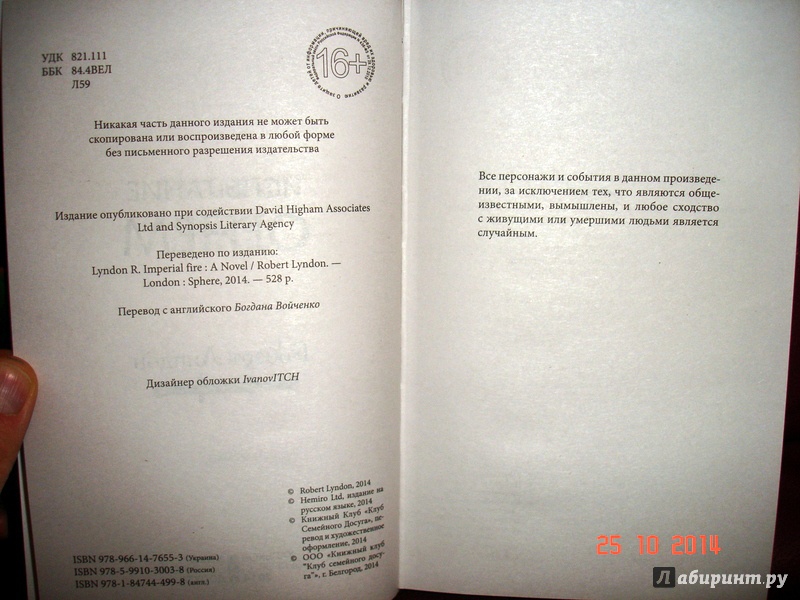 УДК 821.111
ББК 84.4ВЕЛ
Л59
16+
Никакая часть данного издания не может быть
скопирована или воспроизведена в любой форме
без письменного разрешения издательства
Издание опубликовано при содействии David Higham Associates
Ltd and Synopsis Literary Agency
Переведено по изданию:
Lyndon R. Imperial fire : A Novel / Robert Lyndon. —
London : Sphere, 2014. — 528 p.
Перевод с английского Богдана Войченко
Дизайнер обложки IvanovITCH
© Robert Lyndon, 2014
© Hemiro Ltd, издание на
русском языке, 2014
© Книжный Клуб «Клуб
Семейного Досуга», пе-
ревод и художественное
оформление, 2014
© ООО «Книжный клуб
"Клуб семейного досу-
га"», г. Белгород, 2014
ISBN 978-966-14-7655-3 (Украина)
ISBN 978-5-9910-3003-8 (Россия)
ISBN 978-1-84744-499-8 (англ.)
Все персонажи и события в данном произведе-
нии, за исключением тех, что являются обще-
известными, вымышлены, и любое сходство
с живущими или умершими людьми является
случайным.
25 10 2014
Лабиринт.ру